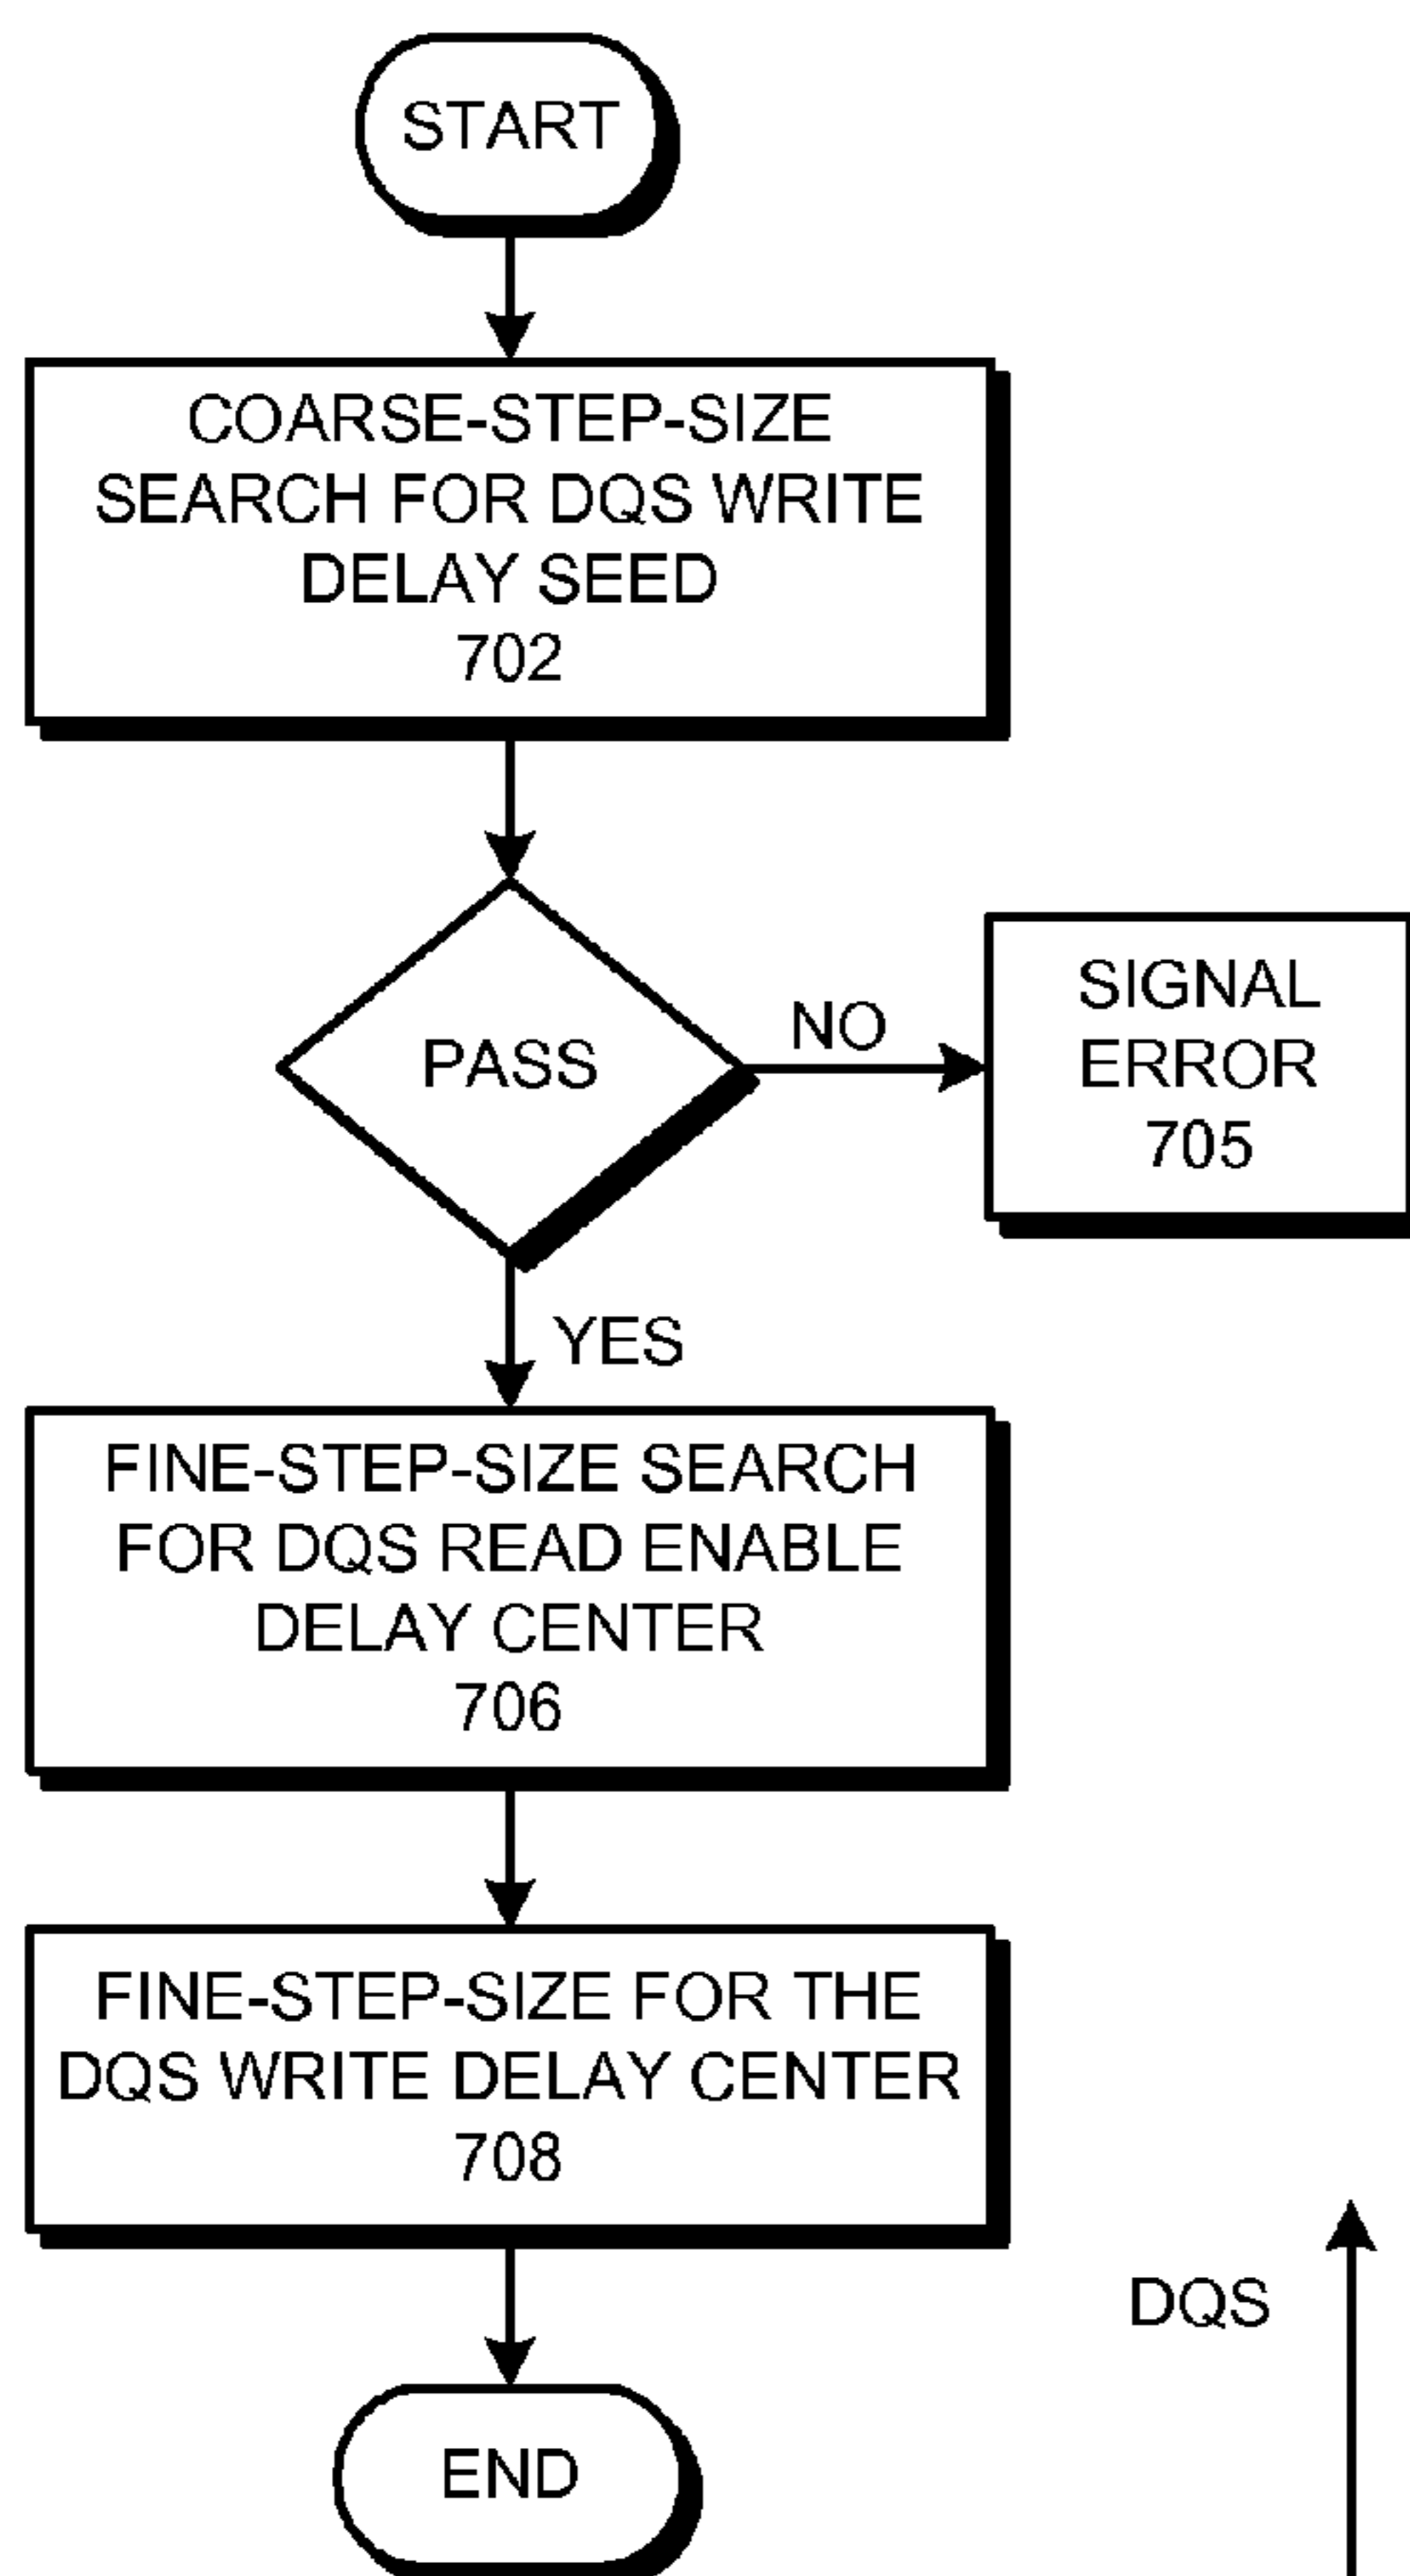 START
COARSE-STEP-SIZE
SEARCH FOR DQS WRITE
DELAY SEED
702
PASS
NO
SIGNAL
ERROR
705
YES
FINE-STEP-SIZE SEARCH
FOR DQS READ ENABLE
DELAY CENTER
706
FINE-STEP-SIZE FOR THE
DQS WRITE DELAY CENTER
708
DQS
END